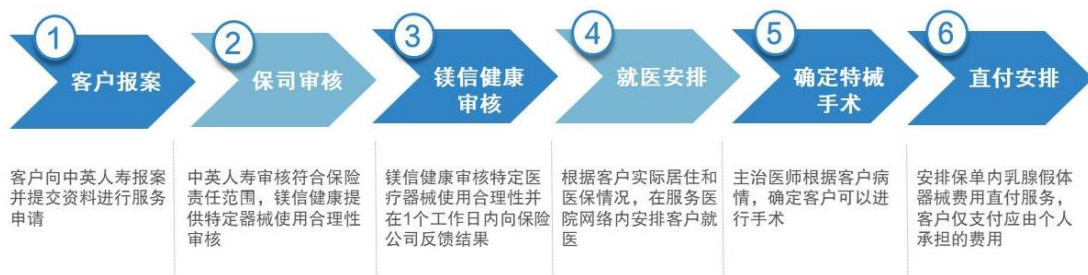 1
客户报案
客户向中英人寿报案
并提交资料进行服务
申请
2
保司审核
中英人寿审核符合保险
责任范围，镁信健康提
供特定器械使用合理性
审核
3
镁信健康
审核
镁信健康审核特定医
疗器械使用合理性并
在1个工作日内向保险
公司反馈结果
4
就医安排
根据客户实际居住和
医保情况，在服务医
院网络内安排客户就
医
5
确定特械
手术
主治医师根据客户病
情，确定客户可以进
行手术
6
直付安排
安排保单内乳腺假体
器械费用直付服务，
客户仅支付应由个人
承担的费用